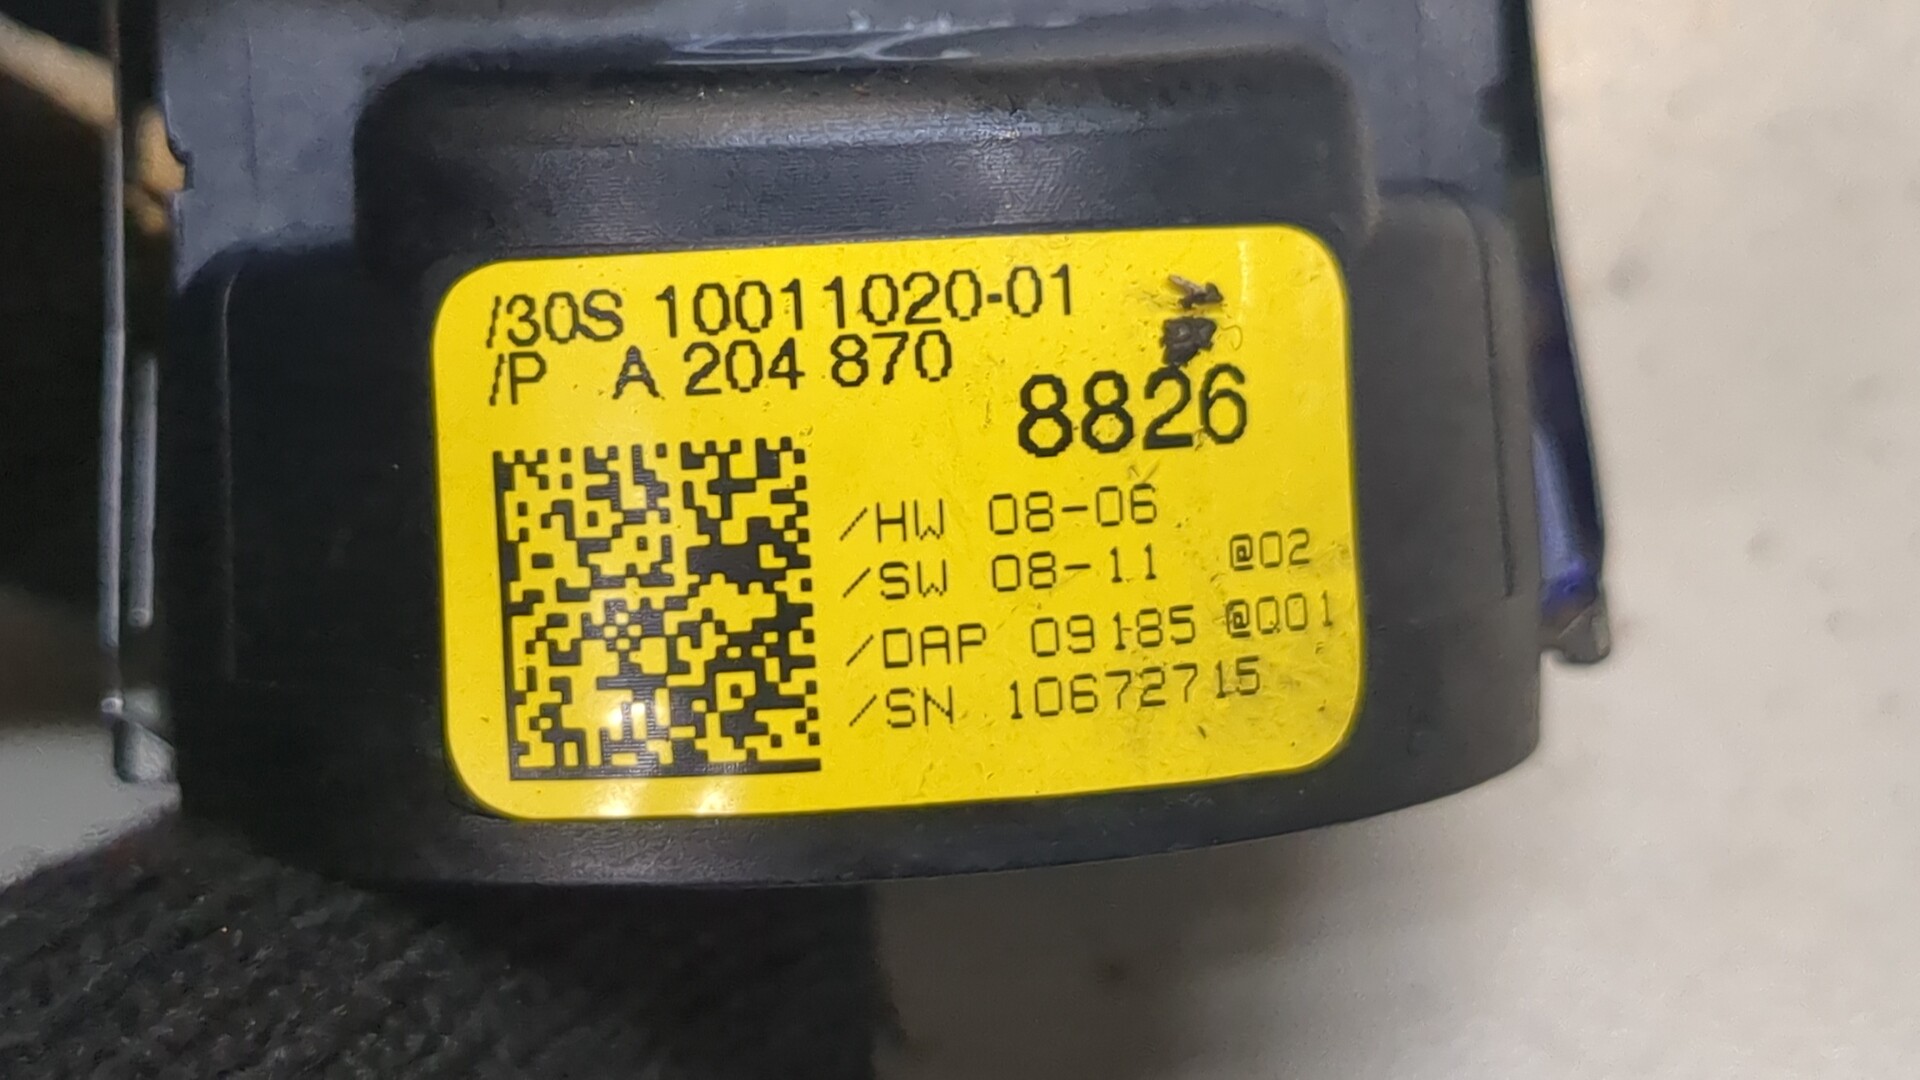 /30S 10011020-01
/P A 204 870
8826
/HW 08-06
/SW 08-11 @02
/DAP 09185 @Q01
/SN 10672715